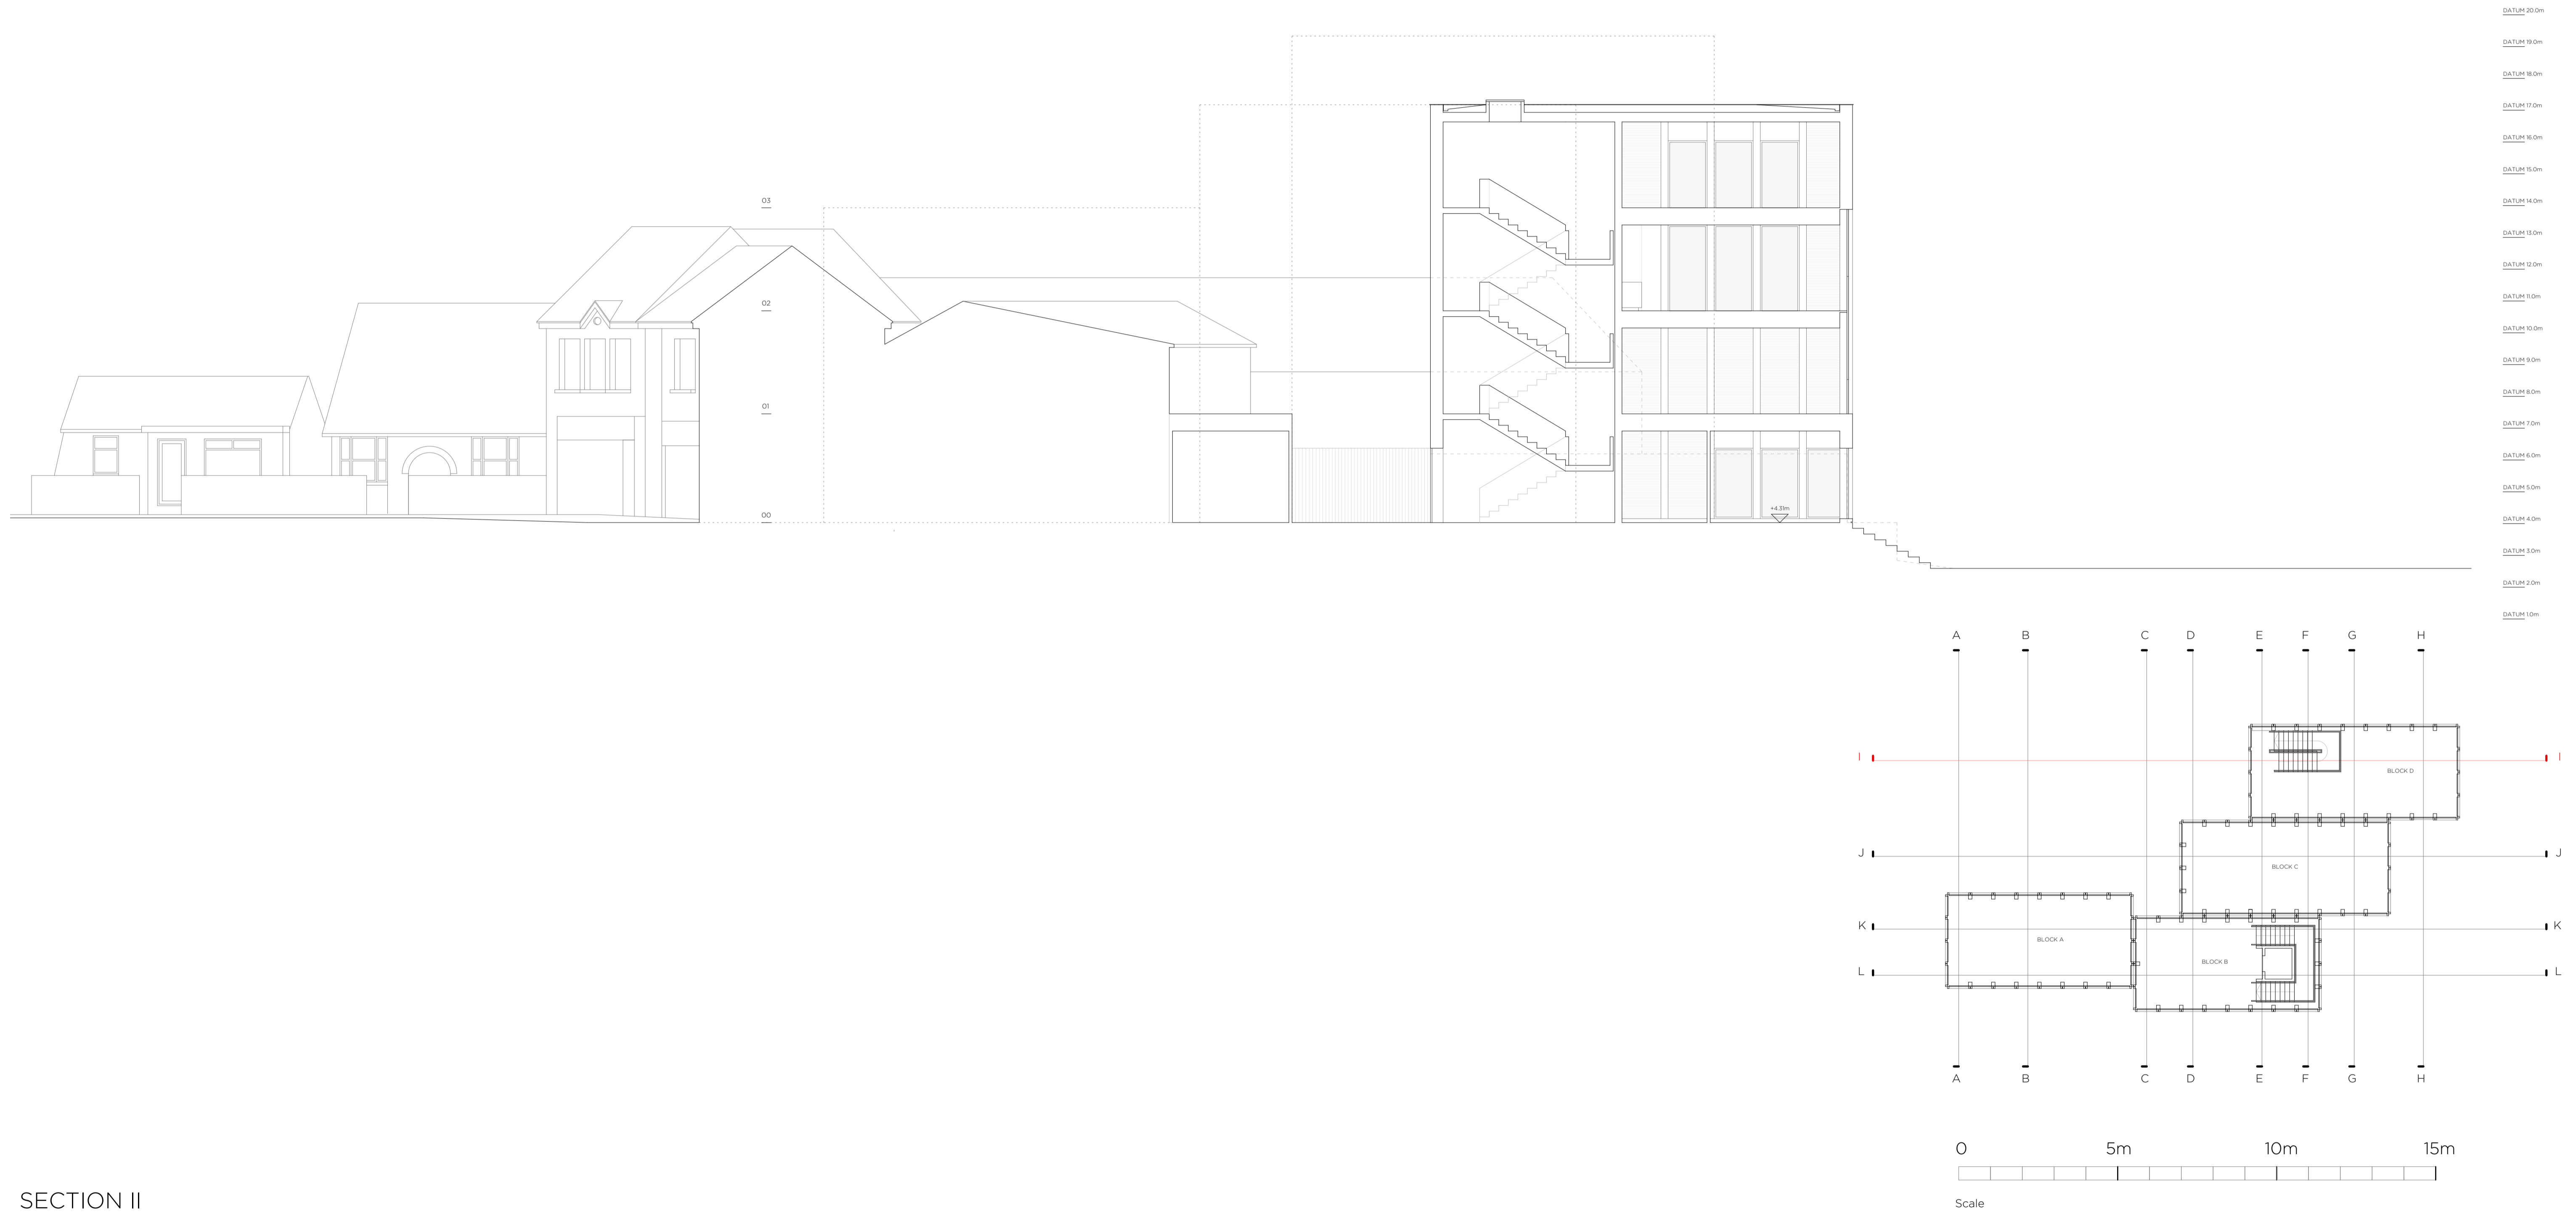 DATUM 20.0m
DATUM 19.0m
DATUM 18.0m
DATUM 17.0m
DATUM 16.0m
DATUM 15.0m
03
DATUM 14.0m
DATUM 13.0m
DATUM 12.0m
02
DATUM 11.0m
DATUM 10.0m
DATUM 9.0m
01
DATUM 8.0m
DATUM 7.0m
DATUM 6.0m
DATUM 5.0m
00
+4.31m
DATUM 4.0m
DATUM 3.0m
DATUM 2.0m
DATUM 1.0m
A B C D E F G H
I I
BLOCK D
J J
BLOCK C
K K
BLOCK A
BLOCK B
L L
A B C D E F G H
0 5m 10m 15m
Scale
SECTION II